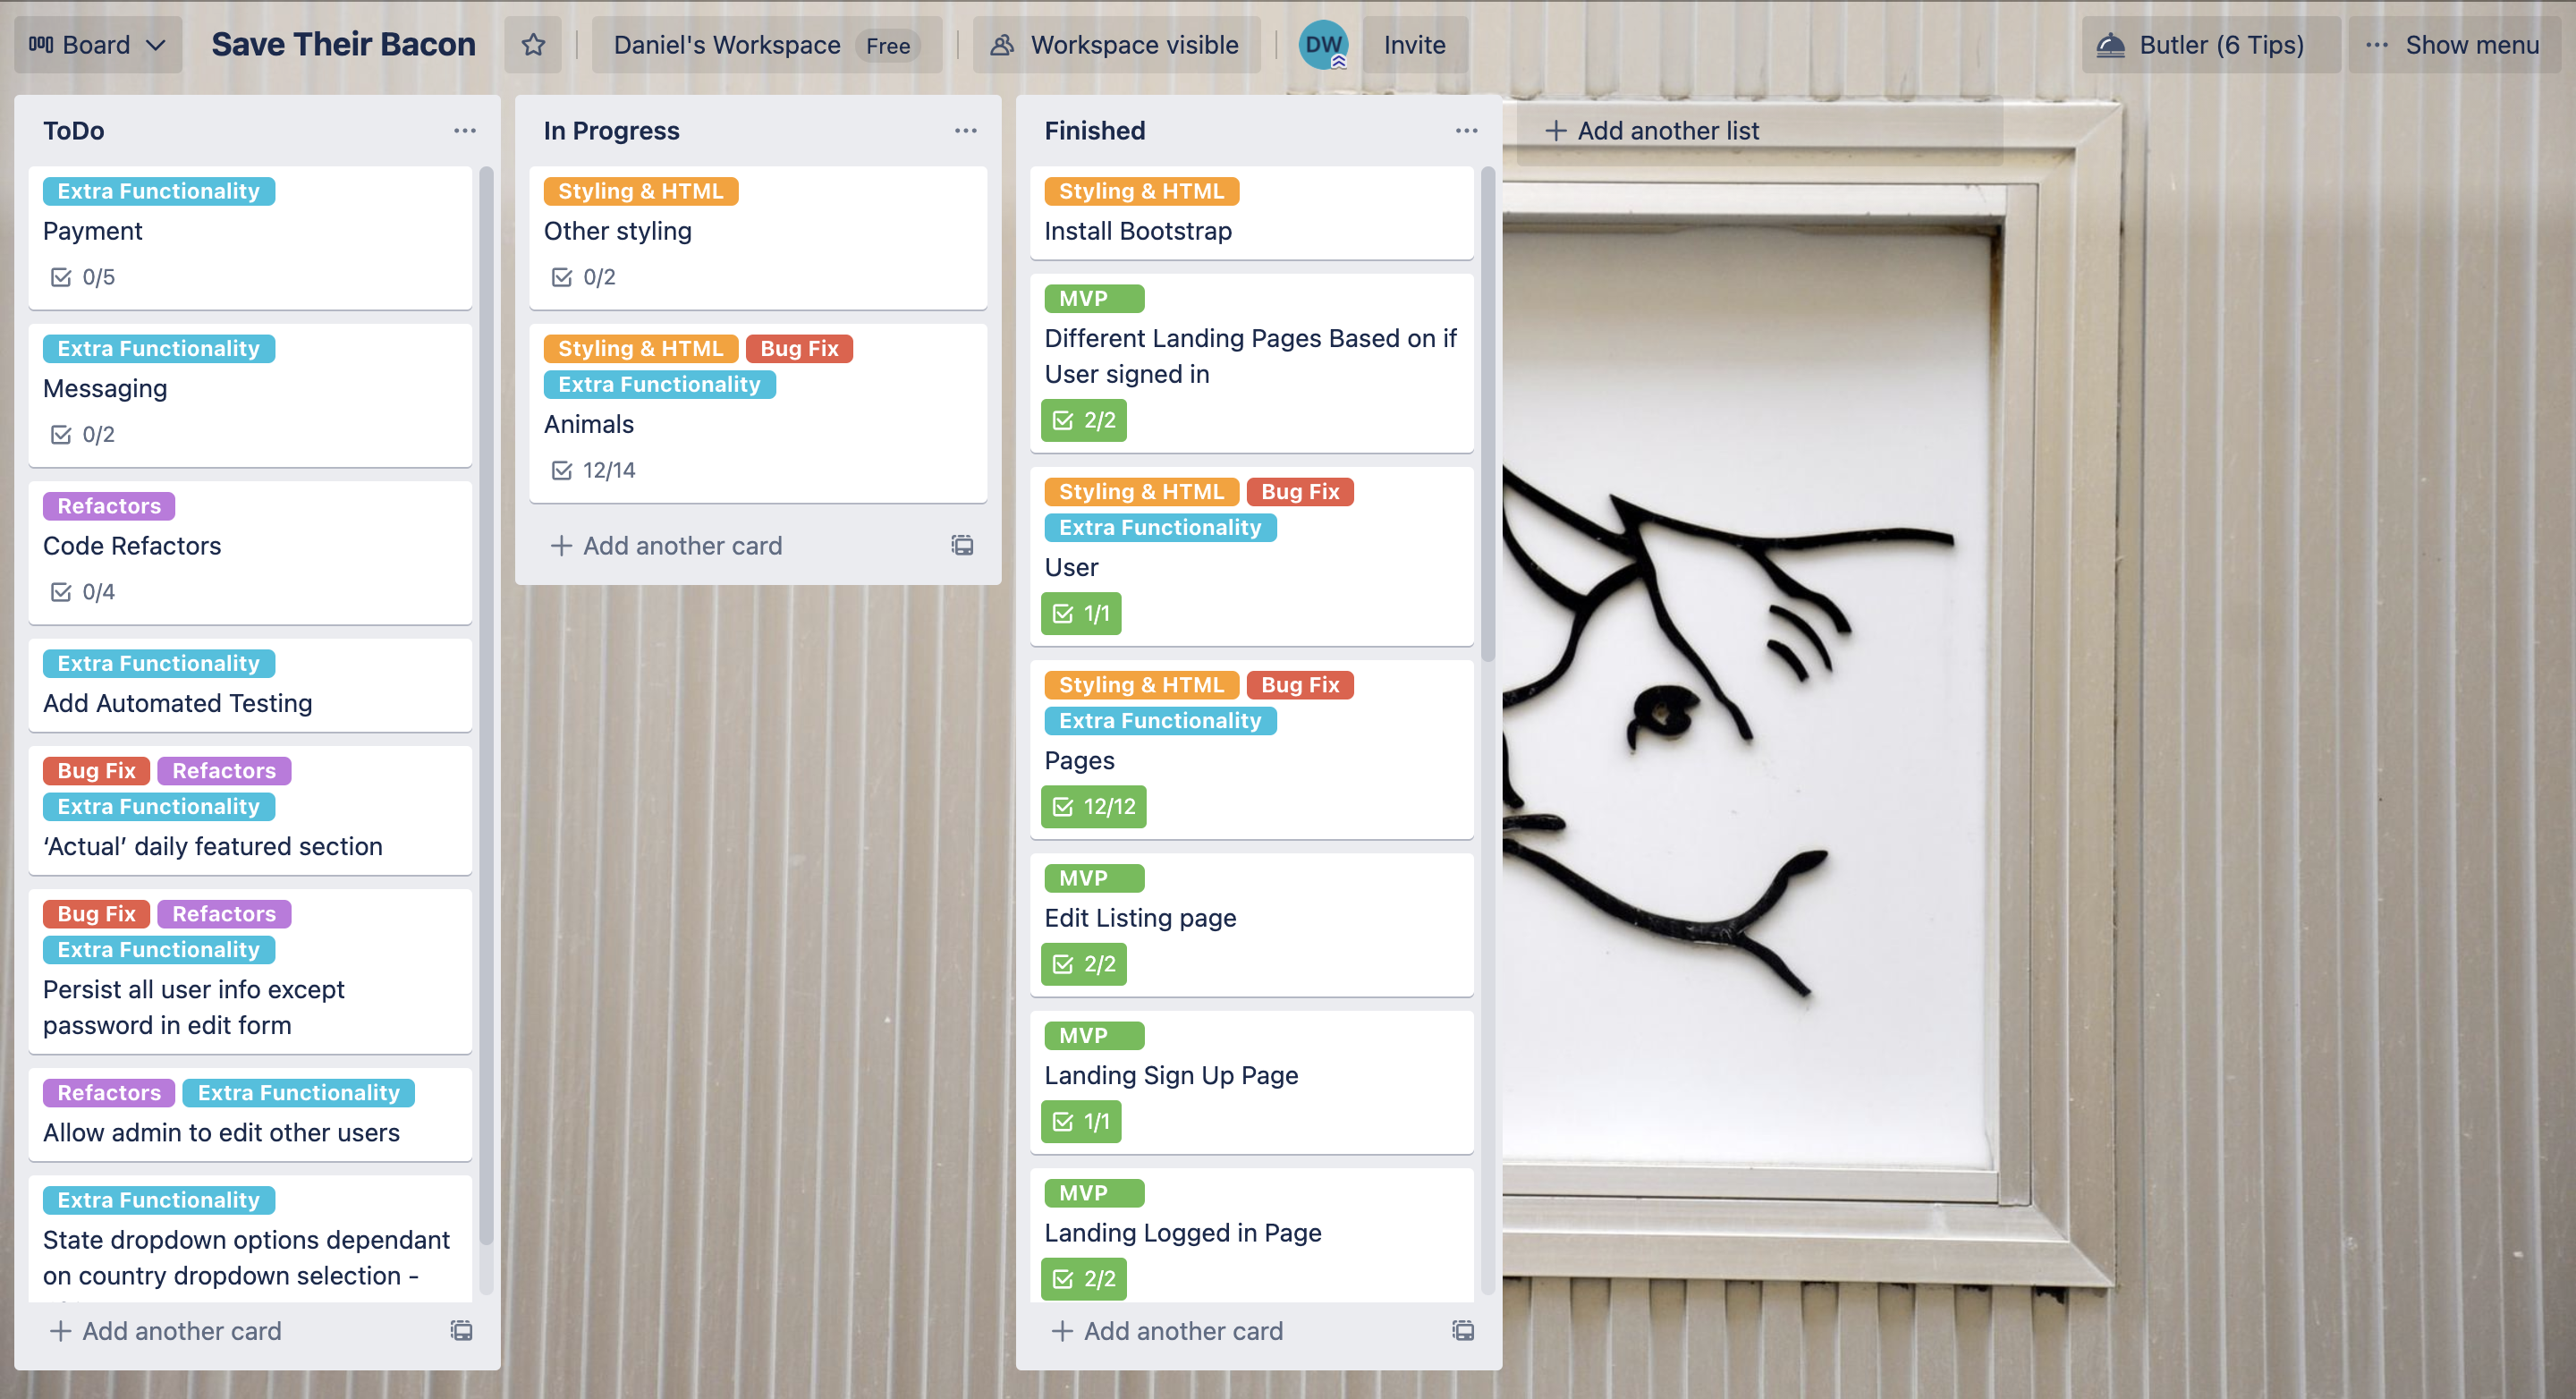 Board
Save Their Bacon
Daniel's Workspace Free
Workspace visible
DW
Invite
Butler (6 Tips)
Show menu
ToDo
Extra Functionality
Payment
0/5
Extra Functionality
Messaging
0/2
Refactors
Code Refactors
0/4
Extra Functionality
Add Automated Testing
Bug Fix Refactors
Extra Functionality
‘Actual’ daily featured section
Bug Fix Refactors
Extra Functionality
Persist all user info except
password in edit form
Refactors Extra Functionality
Allow admin to edit other users
Extra Functionality
State dropdown options dependant
on country dropdown selection -
+ Add another card
In Progress
Styling & HTML
Other styling
0/2
Styling & HTML Bug Fix
Extra Functionality
Animals
12/14
+ Add another card
Finished
Styling & HTML
Install Bootstrap
MVP
Different Landing Pages Based on if
User signed in
2/2
Styling & HTML Bug Fix
Extra Functionality
User
1/1
Styling & HTML Bug Fix
Extra Functionality
Pages
12/12
MVP
Edit Listing page
2/2
MVP
Landing Sign Up Page
1/1
MVP
Landing Logged in Page
2/2
+ Add another card
+ Add another list